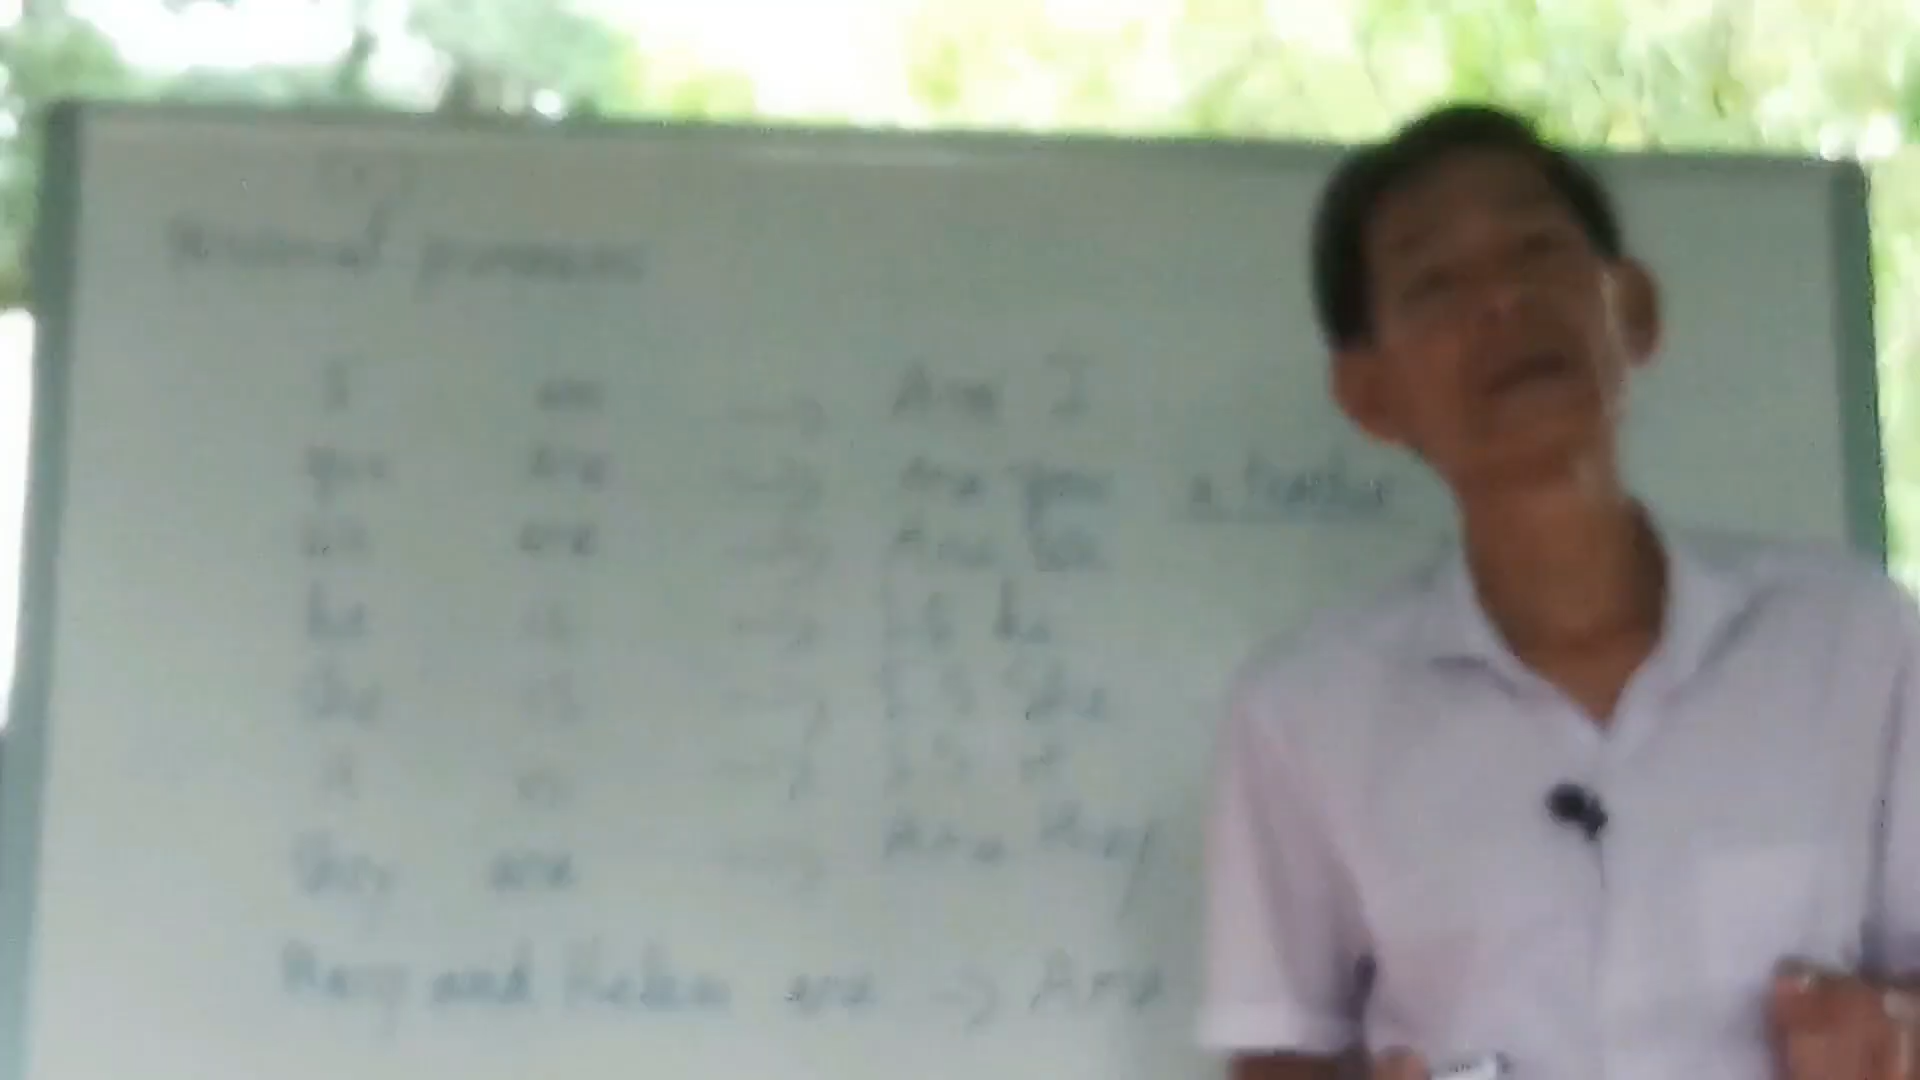 Personal pronouns
I am → Am I
you are → Are you a teacher
we are → Are we
he is → Is he
She is → Is She
it is → Is it
they are → Are they
Mary and Helen are → Are